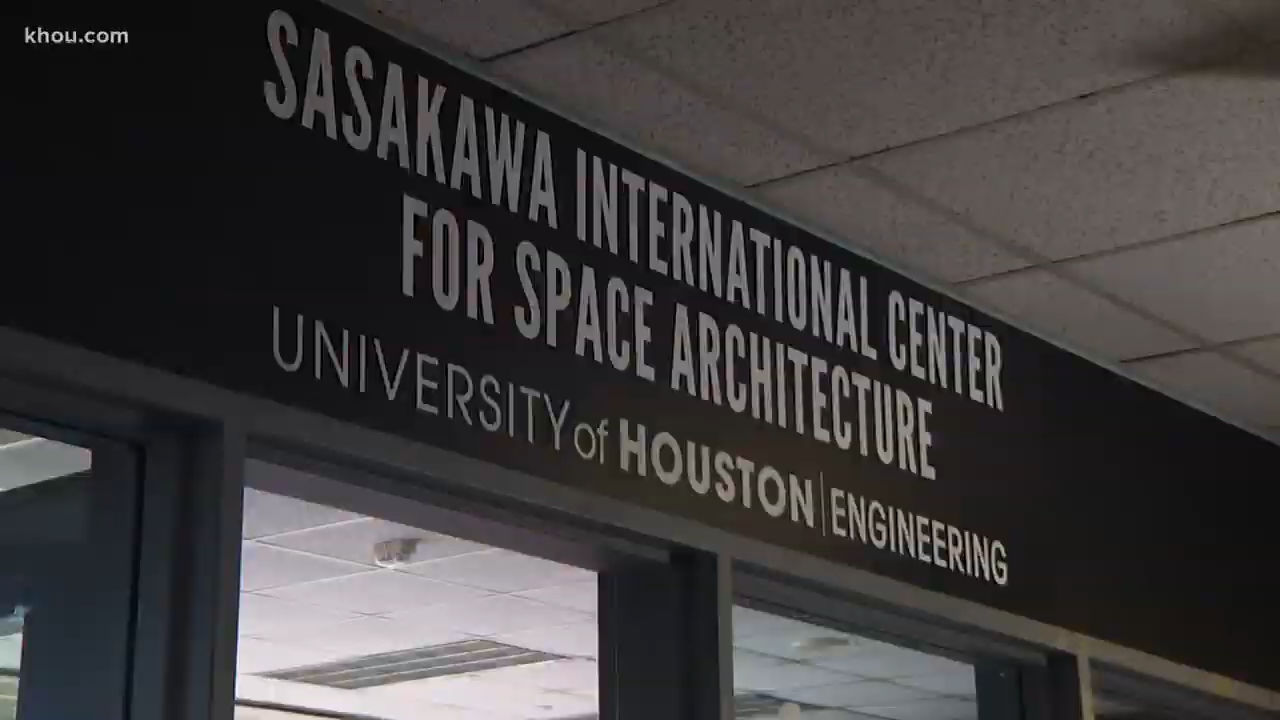 khou.com
SASAKAWA INTERNATIONAL CENTER
FOR SPACE ARCHITECTURE
UNIVERSITY of HOUSTON | ENGINEERING